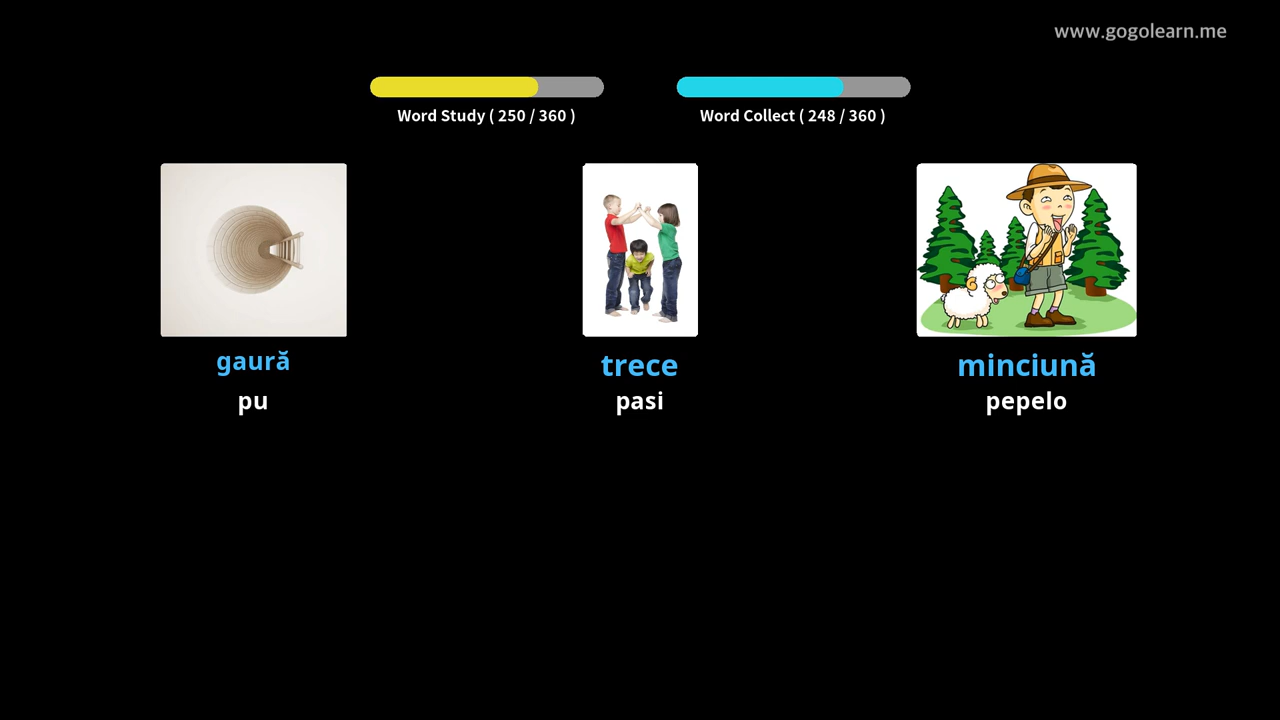 www.gogolearn.me
Word Study ( 250 / 360 )
Word Collect ( 248 / 360 )
gaură
trece
minciună
pu
pasi
pepelo